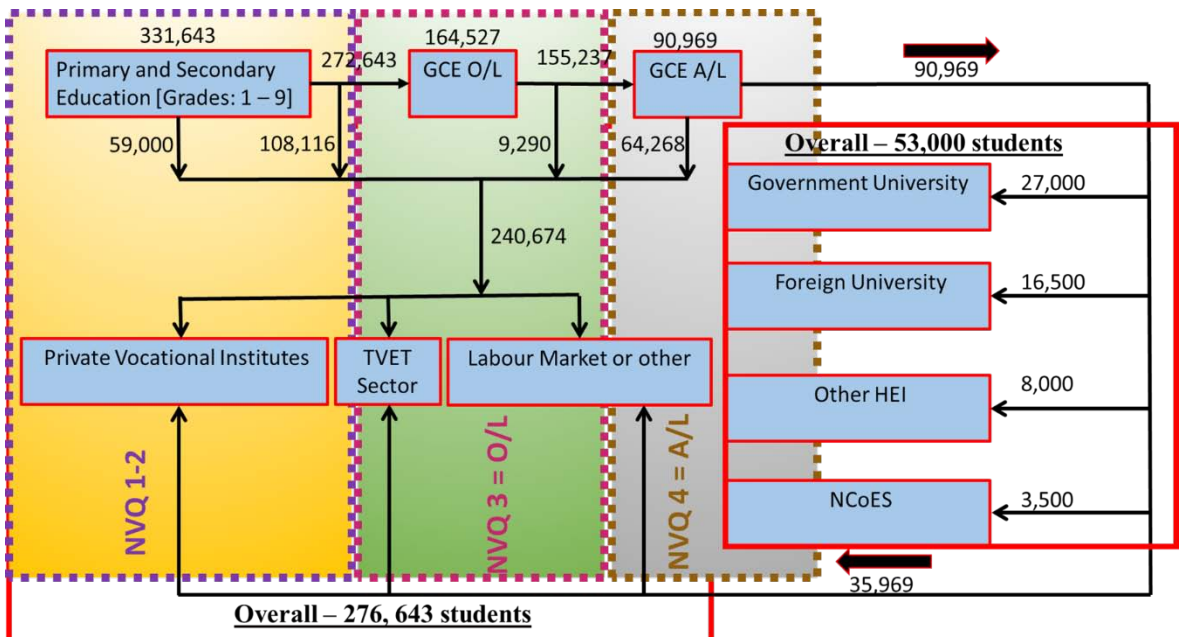 331,643
164,527
90,969
Primary and Secondary
Education [Grades: 1 – 9]
272,643
GCE O/L
155,237
GCE A/L
90,969
59,000
108,116
9,290
64,268
Overall – 53,000 students
Government University
27,000
240,674
Foreign University
16,500
Private Vocational Institutes
TVET
Sector
Labour Market or other
Other HEI
8,000
NVQ 1-2
NVQ 3 = O/L
NVQ 4 = A/L
NCoES
3,500
35,969
Overall – 276, 643 students